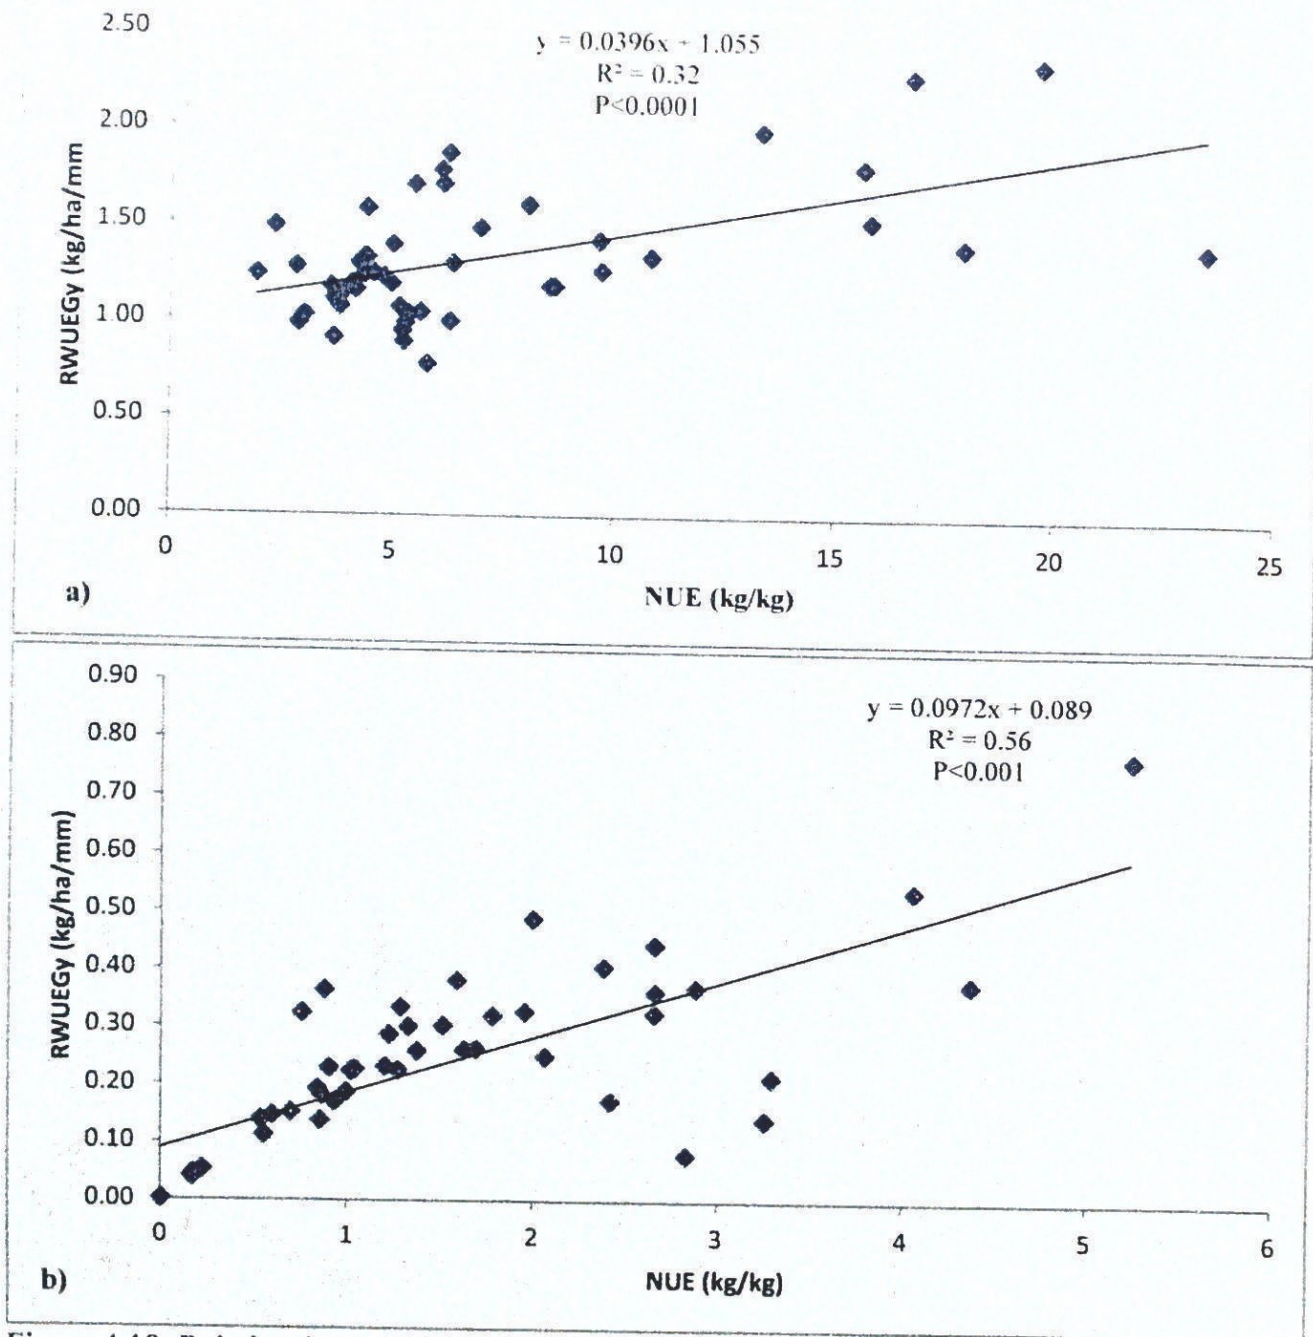 2.50
y = 0.0396x + 1.055
R² = 0.32
P<0.0001
2.00
1.50
1.00
0.50
0.00
RWUEGy (kg/ha/mm)
0 5 10 15 20 25
a)
NUE (kg/kg)
0.90
0.80
0.70
0.60
0.50
0.40
0.30
0.20
0.10
0.00
y = 0.0972x + 0.089
R² = 0.56
P<0.001
RWUEGy (kg/ha/mm)
0 1 2 3 4 5 6
b)
NUE (kg/kg)